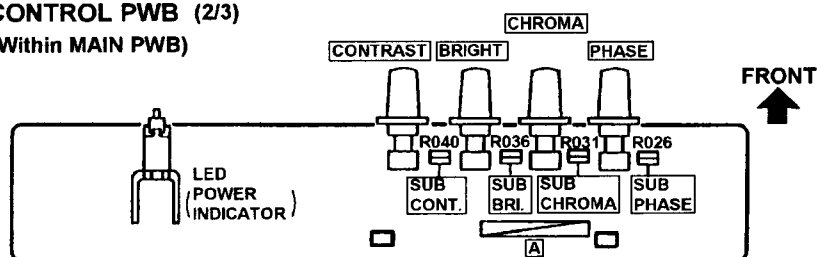 CONTROL PWB (2/3)
(Within MAIN PWB)
CHROMA
CONTRAST BRIGHT PHASE
FRONT
R040 R036 R031 R026
LED
POWER
INDICATOR
SUB
CONT.
SUB
BRI.
SUB
CHROMA
SUB
PHASE
A